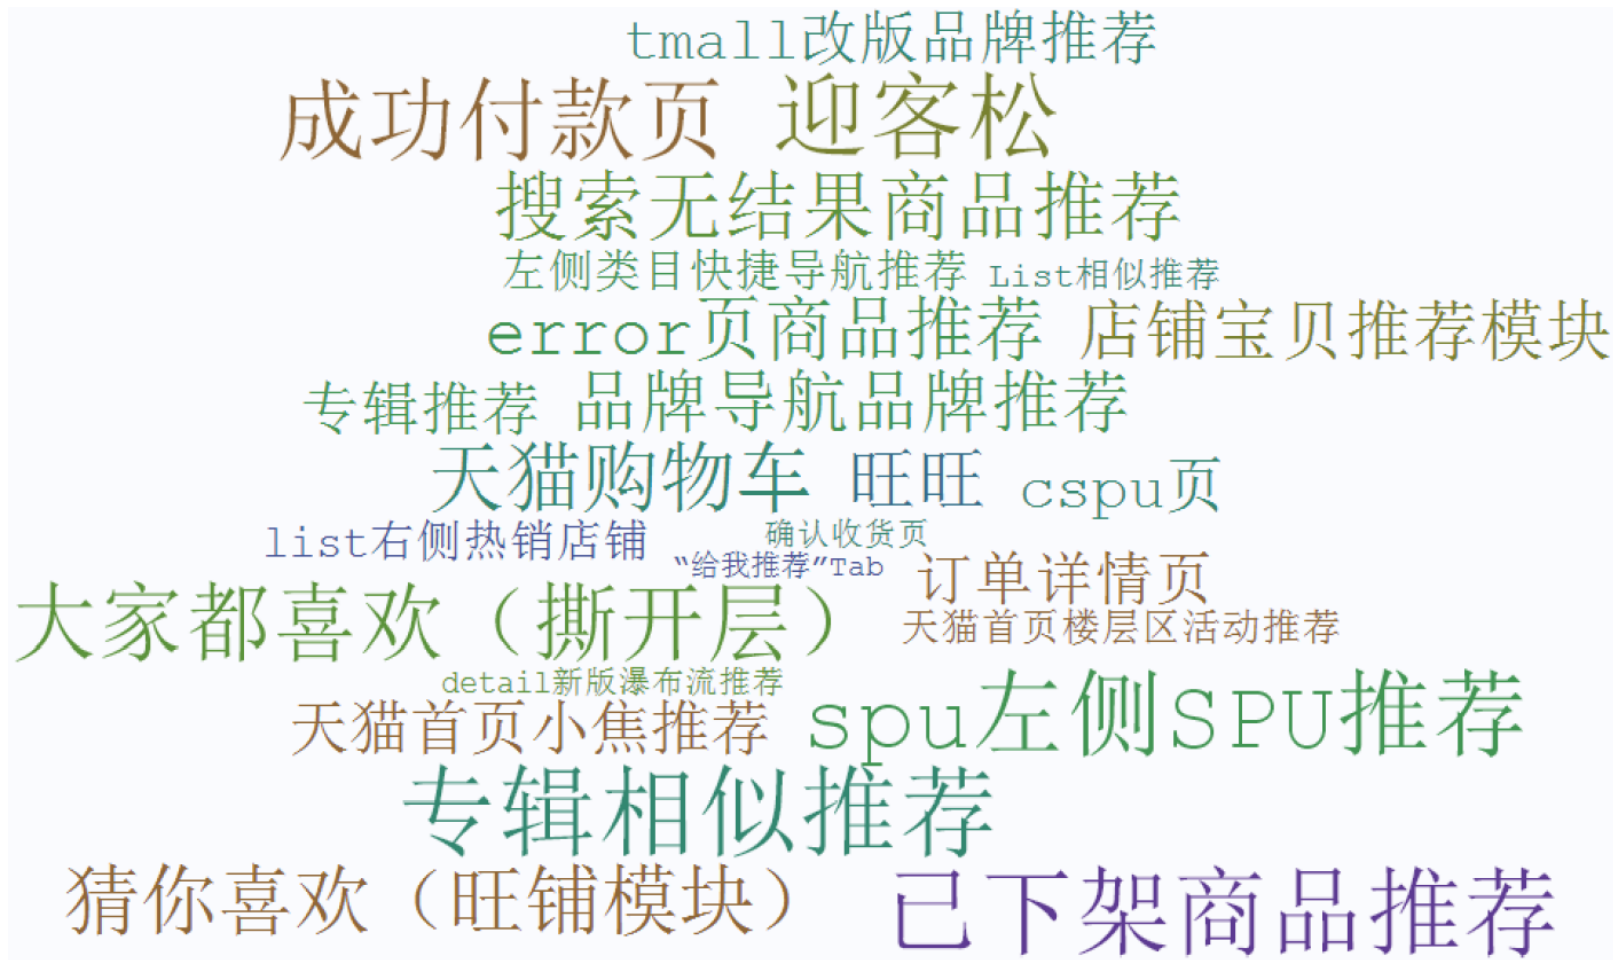 tmall改版品牌推荐
成功付款页 迎客松
搜索无结果商品推荐
左侧类目快捷导航推荐 List相似推荐
error页商品推荐 店铺宝贝推荐模块
专辑推荐 品牌导航品牌推荐
天猫购物车 旺旺 cspu页
list右侧热销店铺 确认收货页
“给我推荐”Tab 订单详情页
大家都喜欢（撕开层） 天猫首页楼层区活动推荐
detail新版瀑布流推荐
天猫首页小焦推荐 spu左侧SPU推荐
专辑相似推荐
猜你喜欢（旺铺模块） 已下架商品推荐